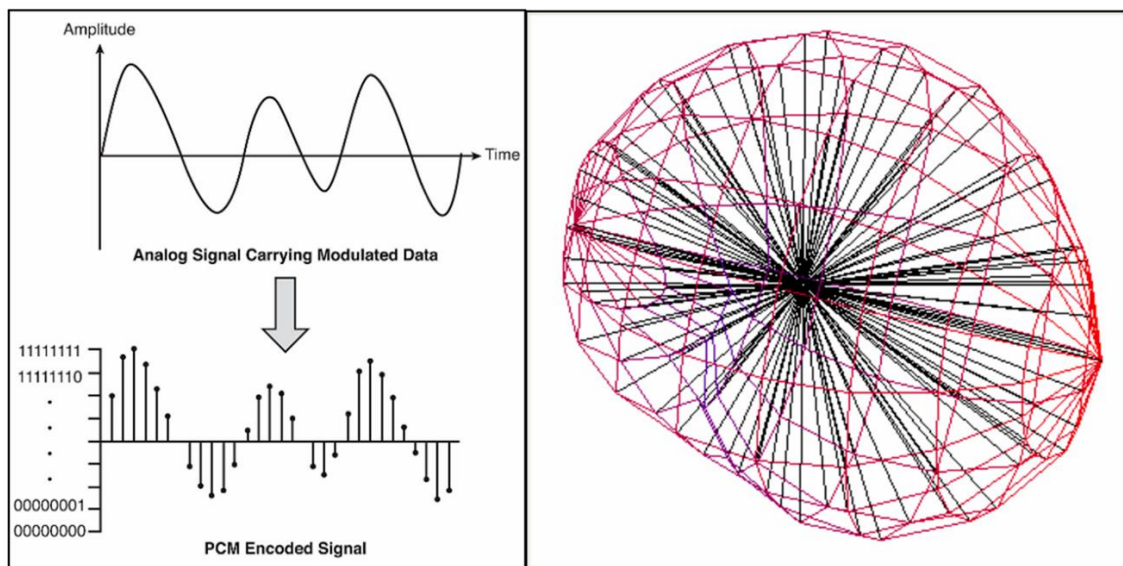 Amplitude
Time
Analog Signal Carrying Modulated Data
11111111
11111110
00000001
00000000
PCM Encoded Signal